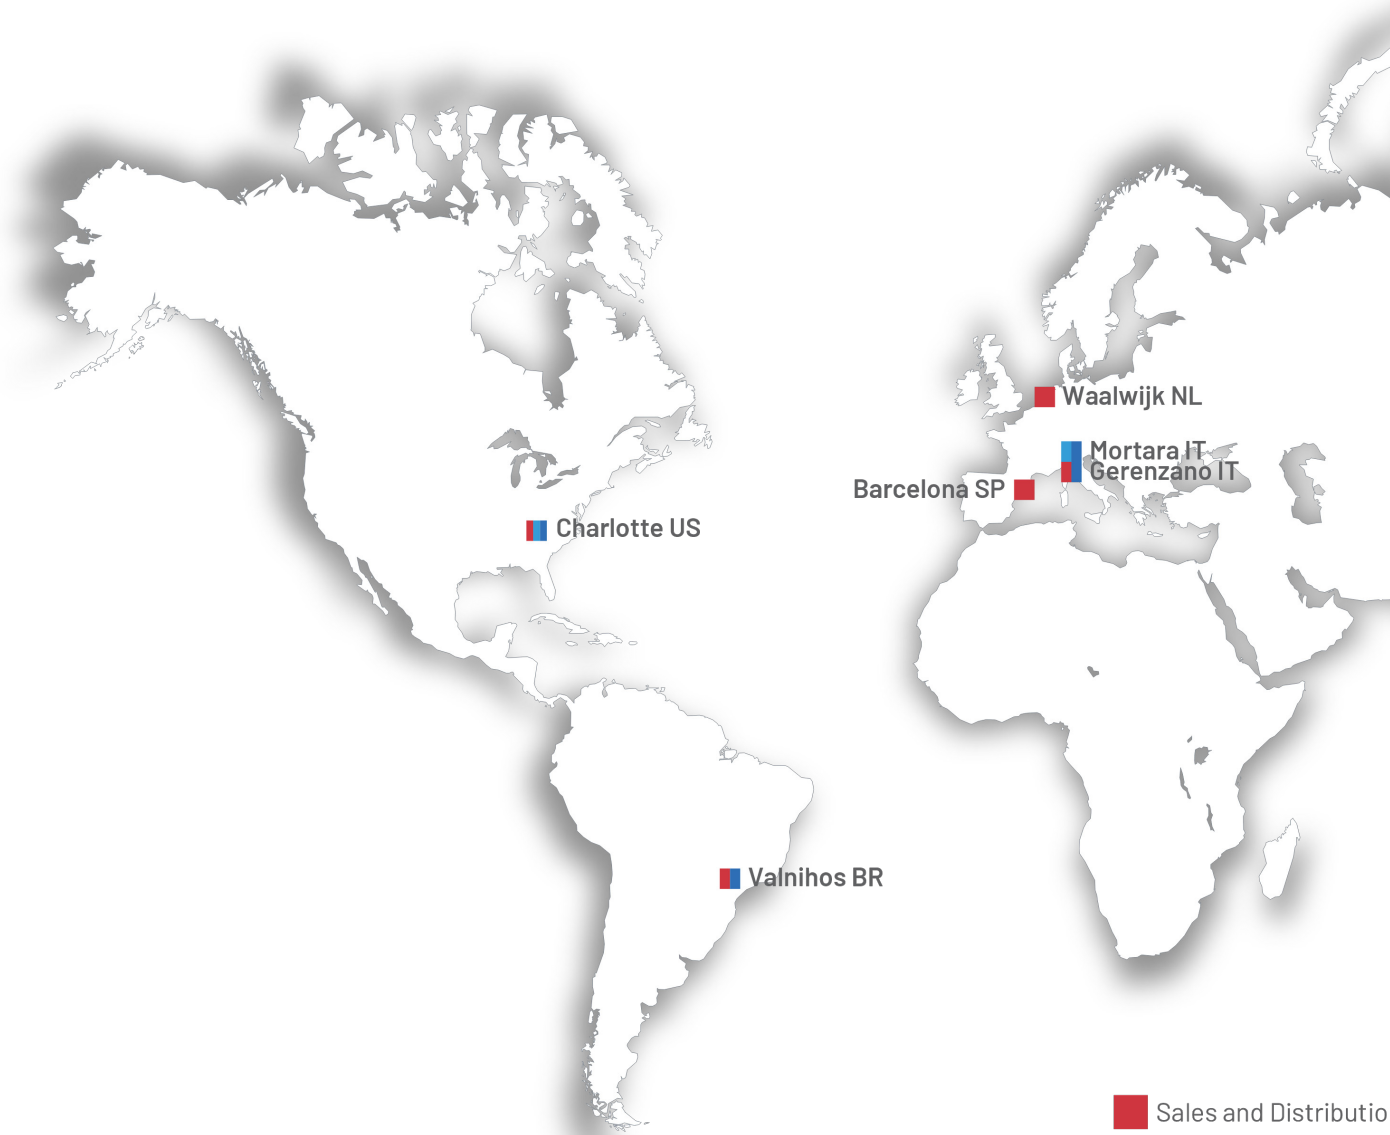 Waalwijk NL
Mortara IT
Gerenzano IT
Barcelona SP
Charlotte US
Valnihos BR
Sales and Distributio